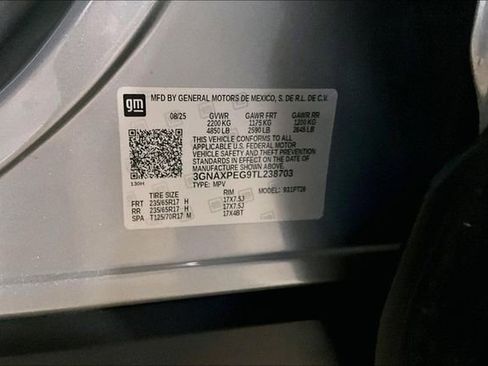 gm
MFD BY GENERAL MOTORS DE MEXICO, S. DE R.L. DE C.V.
08/25 GVWR GAWR FRT GAWR RR
2200 KG 1175 KG 1200 KG
4850 LB 2590 LB 2645 LB
THIS VEHICLE CONFORMS TO ALL
APPLICABLE U.S. FEDERAL MOTOR
VEHICLE SAFETY AND THEFT PREVENTION
STANDARDS IN EFFECT ON THE DATE OF
MANUFACTURE SHOWN ABOVE.
3GNAXPEG9TL238703
130H TYPE: MPV MODEL: 
TIRE SIZE RIM
FRT 235/65R17 H 17X7.5J
RR 235/65R17 H 17X7.5J
SPA T125/70R17 M 17X4BT